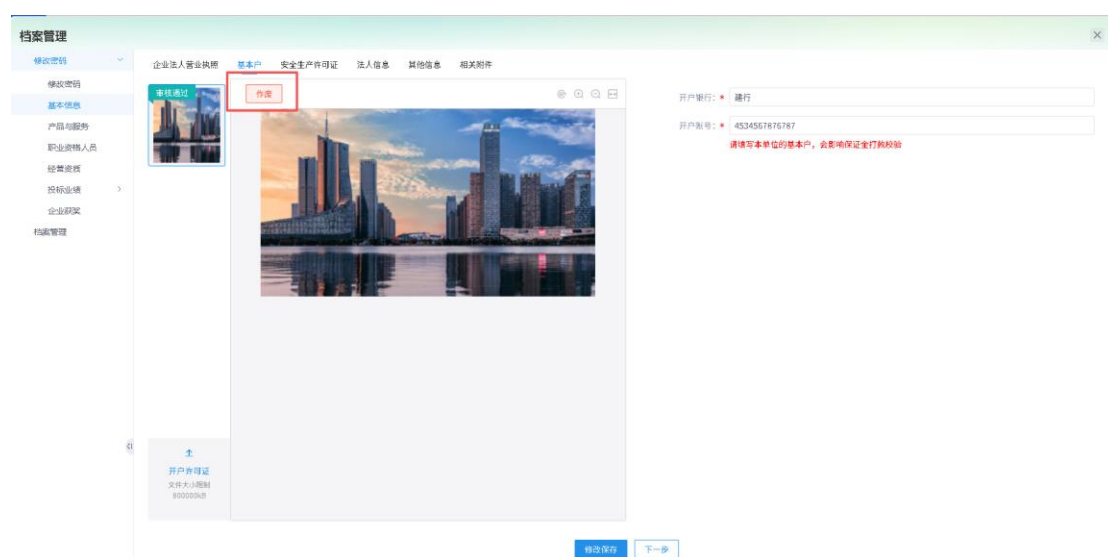 档案管理
修改密码
修改密码
基本信息
产品与服务
职业资格人员
经营资质
投标业绩
企业获奖
档案管理
企业法人营业执照 基本户 安全生产许可证 法人信息 其他信息 相关附件
审核通过
作废
开户许可证
文件大小限制
800000kB
开户银行: * 建行
开户账号: * 4534567876787
请填写本单位的基本户，会影响保证金打款校验
修改保存 下一步